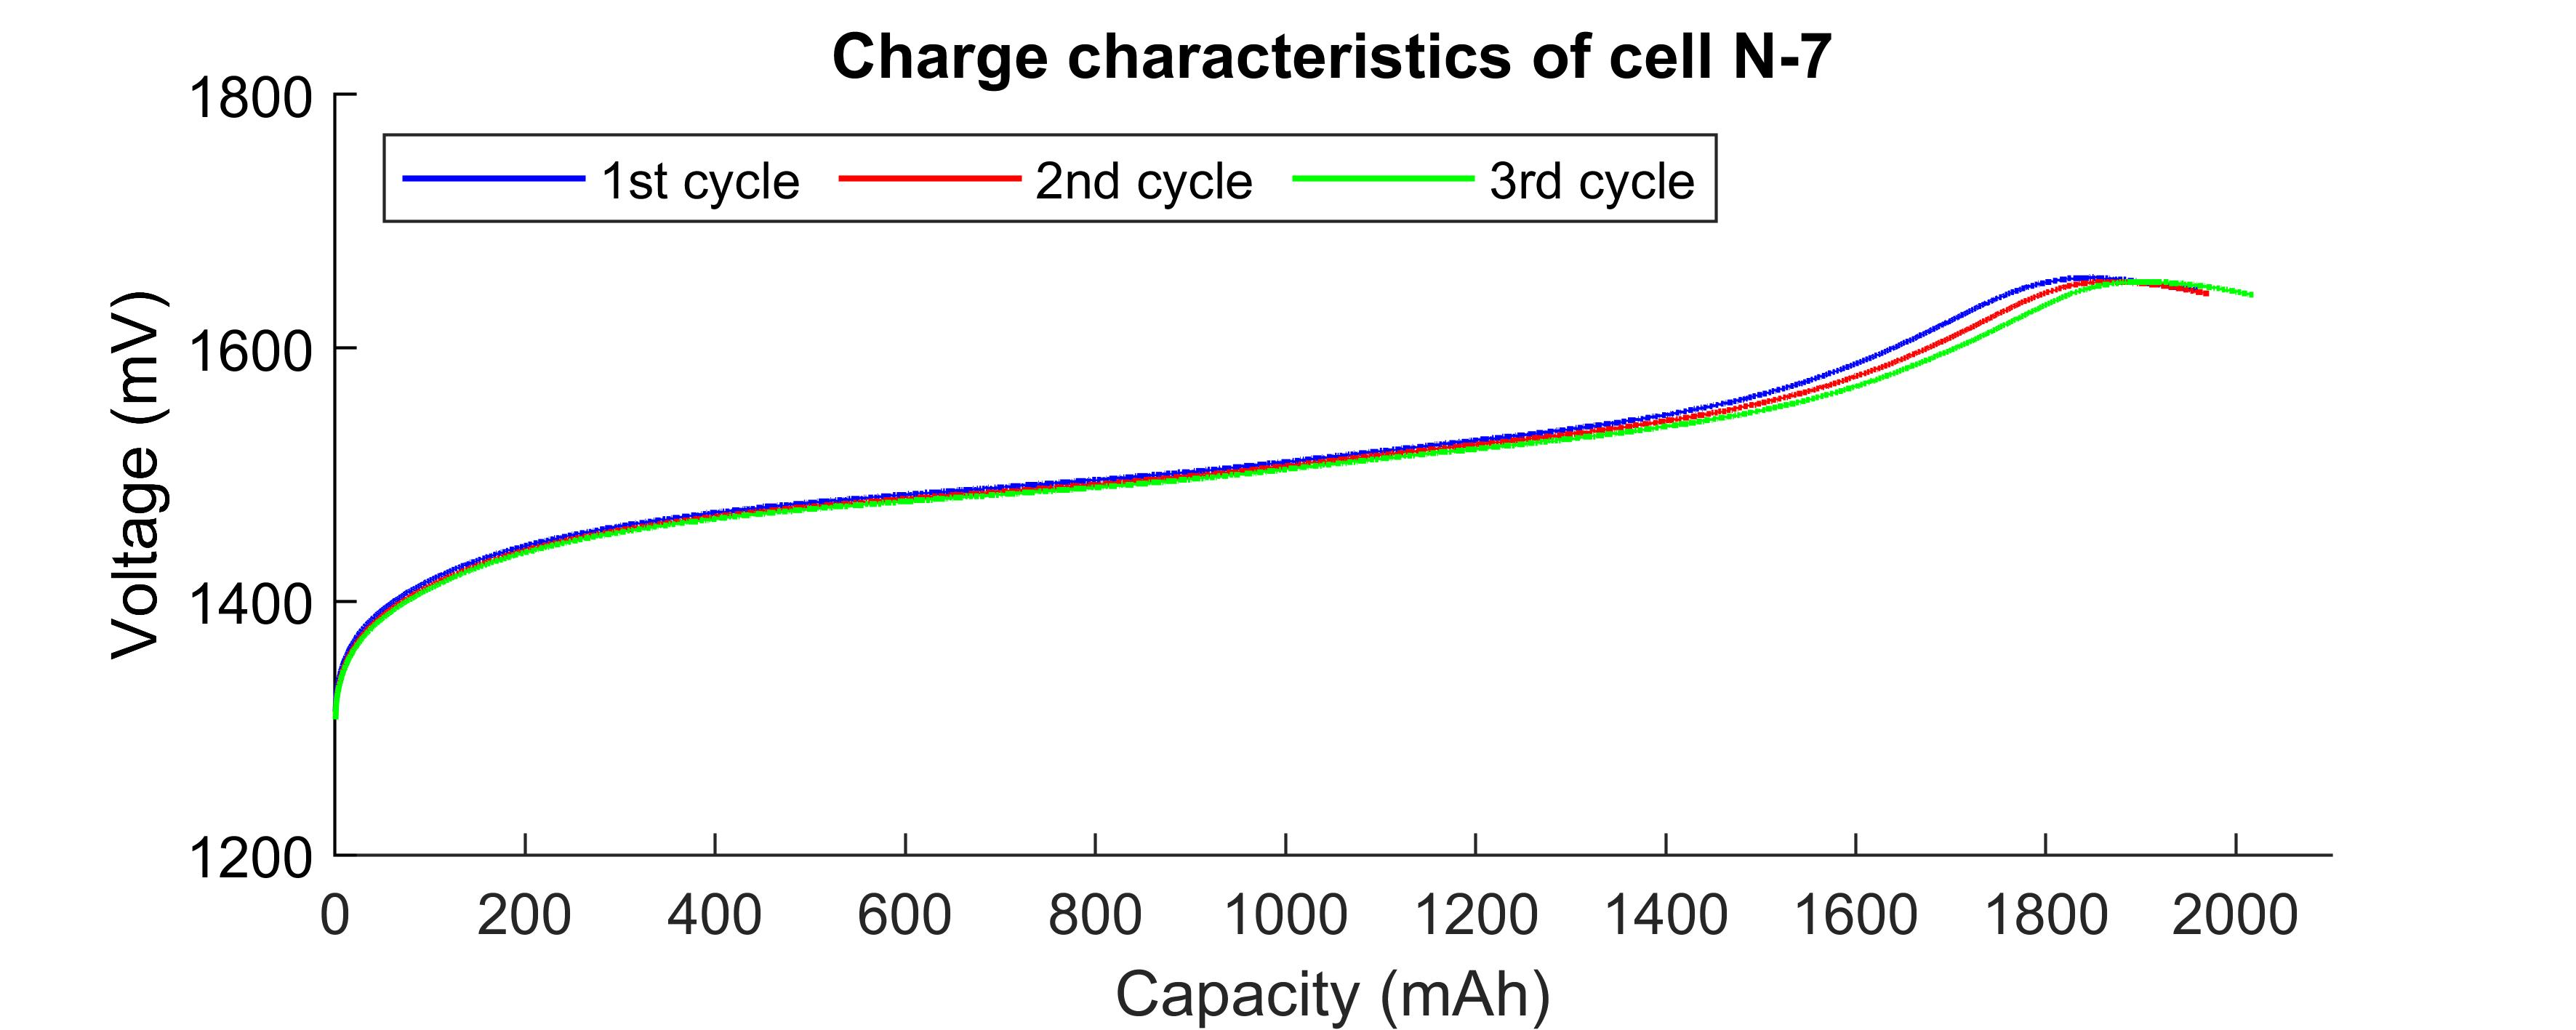 Charge characteristics of cell N-7
1800
1st cycle 2nd cycle 3rd cycle
1600
Voltage (mV)
1400
1200
0 200 400 600 800 1000 1200 1400 1600 1800 2000
Capacity (mAh)